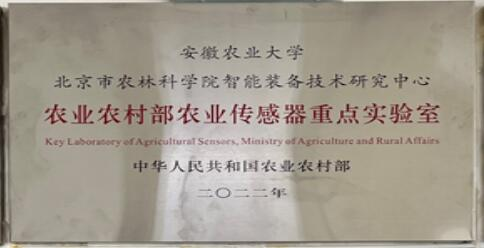 安徽农业大学
北京市农林科学院智能装备技术研究中心
农业农村部农业传感器重点实验室
Key Laboratory of Agricultural Sensors, Ministry of Agriculture and Rural Affairs
中华人民共和国农业农村部
二〇二二年